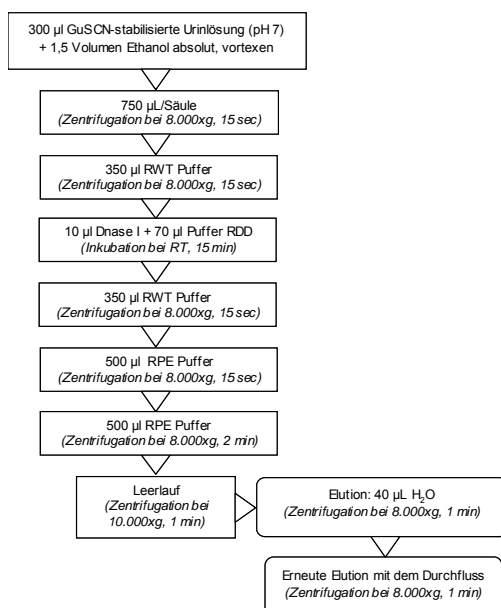 300 µl GuSCN-stabilisierte Urinlösung (pH 7)
+ 1,5 Volumen Ethanol absolut, vortexen
750 µL/Säule
(Zentrifugation bei 8.000xg, 15 sec)
350 µl RWT Puffer
(Zentrifugation bei 8.000xg, 15 sec)
10 µl Dnase I + 70 µl Puffer RDD
(Inkubation bei RT, 15 min)
350 µl RWT Puffer
(Zentrifugation bei 8.000xg, 15 sec)
500 µl RPE Puffer
(Zentrifugation bei 8.000xg, 15 sec)
500 µl RPE Puffer
(Zentrifugation bei 8.000xg, 2 min)
Leerlauf
(Zentrifugation bei
10.000xg, 1 min)
Elution: 40 µL H₂O
(Zentrifugation bei 8.000xg, 1 min)
Erneute Elution mit dem Durchfluss
(Zentrifugation bei 8.000xg, 1 min)